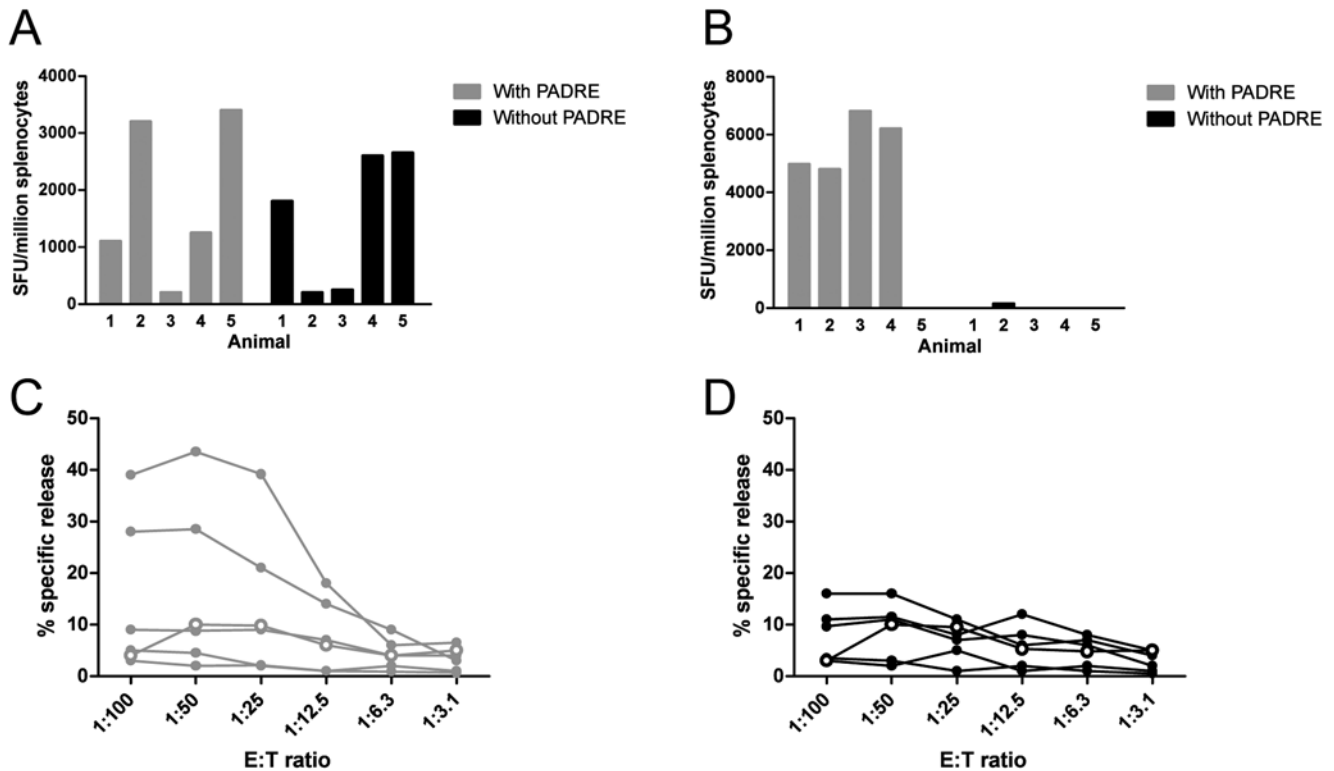 A
SFU/million splenocytes
4000
3000
2000
1000
0
1 2 3 4 5 1 2 3 4 5
Animal
With PADRE
Without PADRE
B
SFU/million splenocytes
8000
6000
4000
2000
0
1 2 3 4 5 1 2 3 4 5
Animal
With PADRE
Without PADRE
C
% specific release
50
40
30
20
10
0
1:100 1:50 1:25 1:12.5 1:6.3 1:3.1
E:T ratio
D
% specific release
50
40
30
20
10
0
1:100 1:50 1:25 1:12.5 1:6.3 1:3.1
E:T ratio